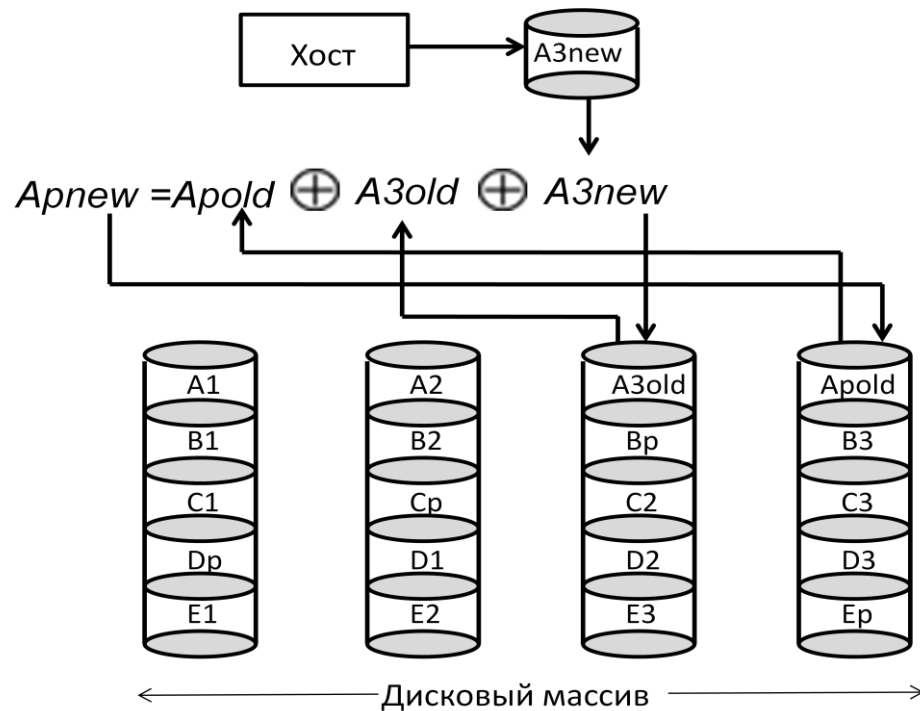 Хост
A3new
Apnew =Apold ⊕ A3old ⊕ A3new
A1 A2 A3old Apold
B1 B2 Bp B3
C1 Cp C2 C3
Dp D1 D2 D3
E1 E2 E3 Ep
Дисковый массив